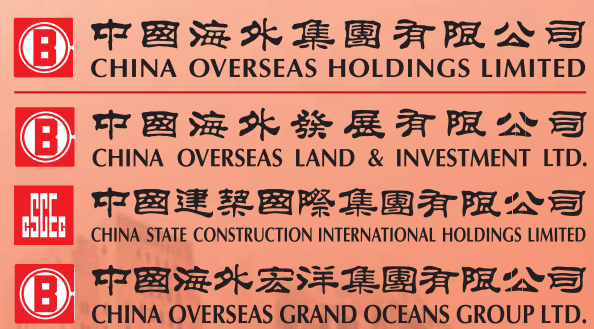 中國海外集團有限公司
CHINA OVERSEAS HOLDINGS LIMITED
中國海外發展有限公司
CHINA OVERSEAS LAND & INVESTMENT LTD.
CSCEC
中國建築國際集團有限公司
CHINA STATE CONSTRUCTION INTERNATIONAL HOLDINGS LIMITED
中國海外宏洋集團有限公司
CHINA OVERSEAS GRAND OCEANS GROUP LTD.